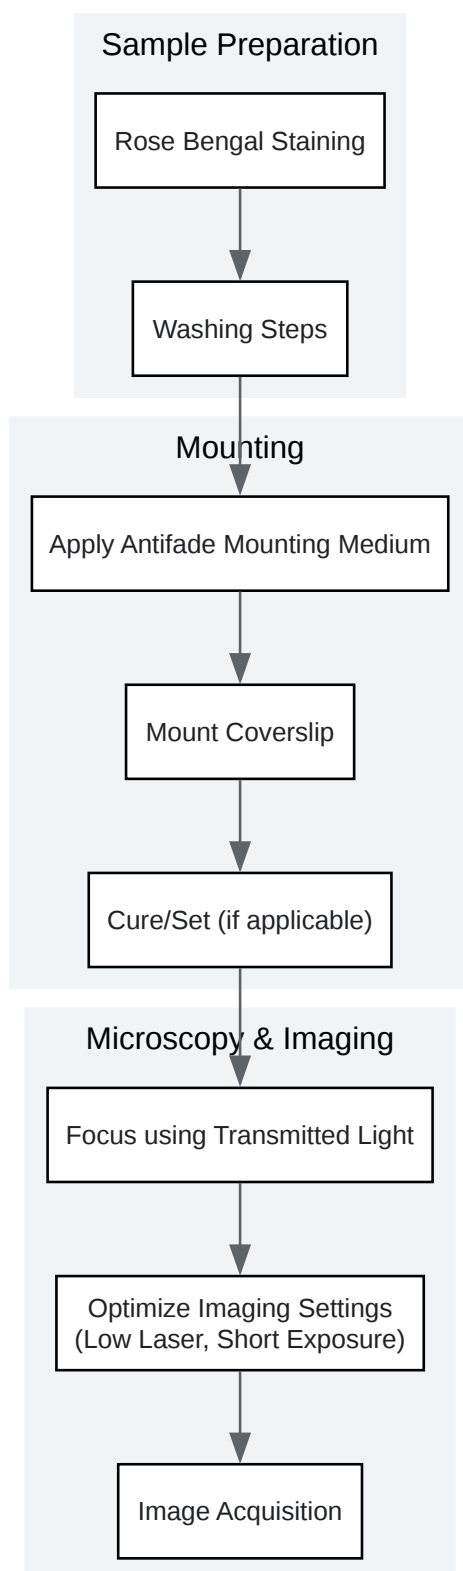 Sample Preparation
Rose Bengal Staining
Washing Steps
Mounting
Apply Antifade Mounting Medium
Mount Coverslip
Cure/Set (if applicable)
Microscopy & Imaging
Focus using Transmitted Light
Optimize Imaging Settings
(Low Laser, Short Exposure)
Image Acquisition